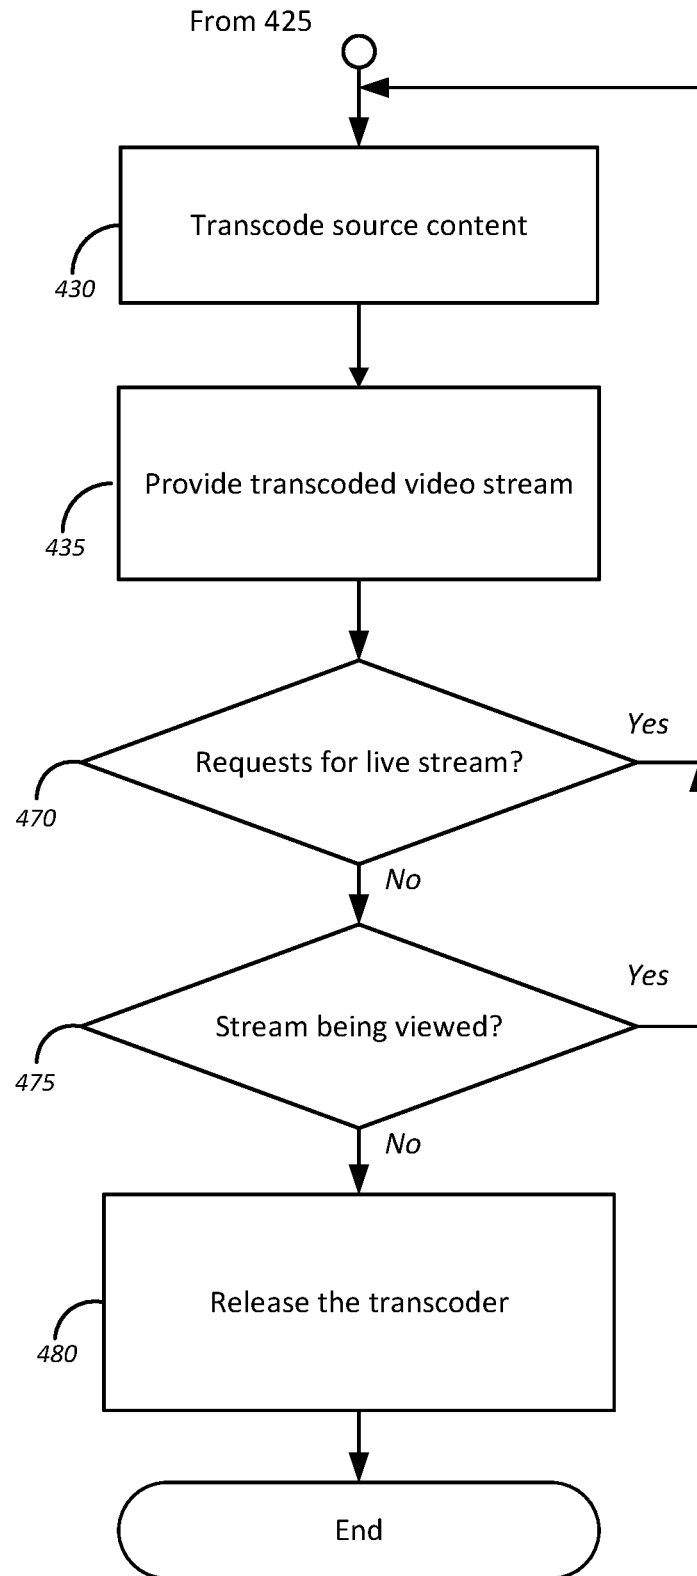 From 425
Transcode source content
430
Provide transcoded video stream
435
Yes
Requests for live stream?
470
No
Yes
Stream being viewed?
475
No
Release the transcoder
480
End